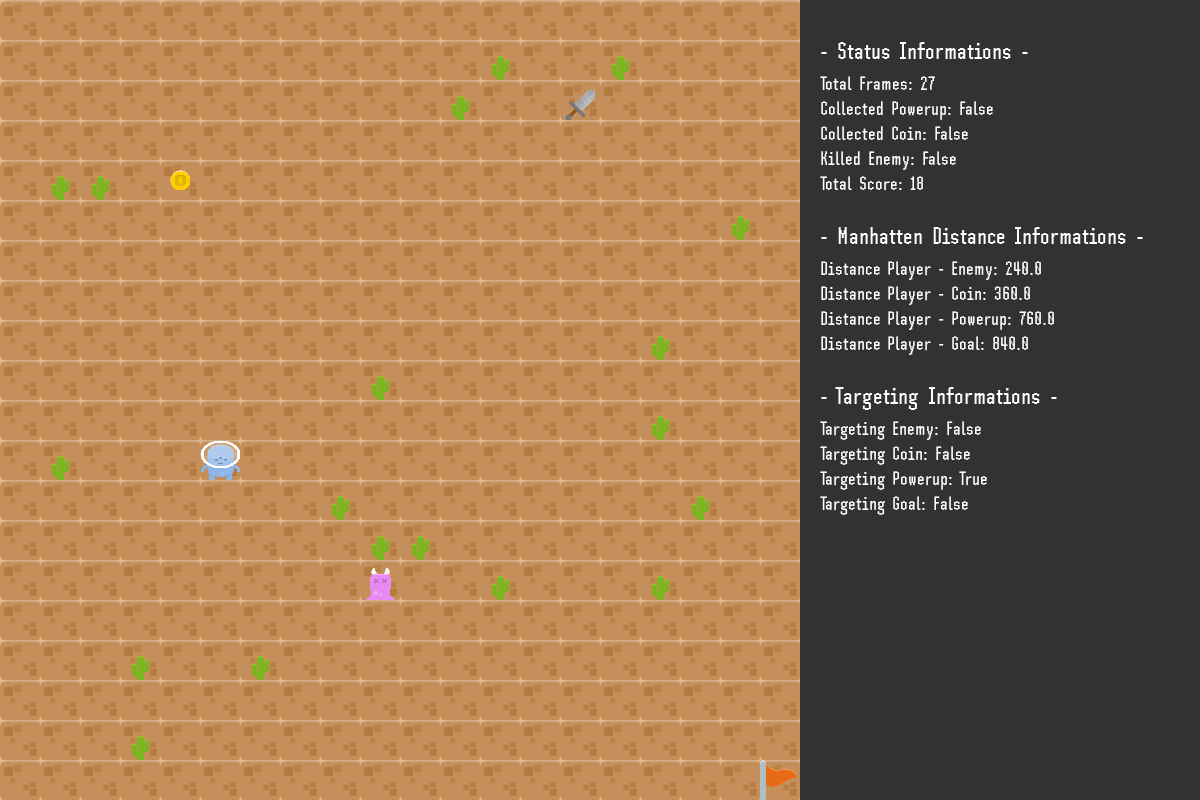 - Status Informations -
Total Frames: 27
Collected Powerup: False
Collected Coin: False
Killed Enemy: False
Total Score: 18
- Manhatten Distance Informations -
Distance Player - Enemy: 240.0
Distance Player - Coin: 360.0
Distance Player - Powerup: 760.0
Distance Player - Goal: 840.0
- Targeting Informations -
Targeting Enemy: False
Targeting Coin: False
Targeting Powerup: True
Targeting Goal: False